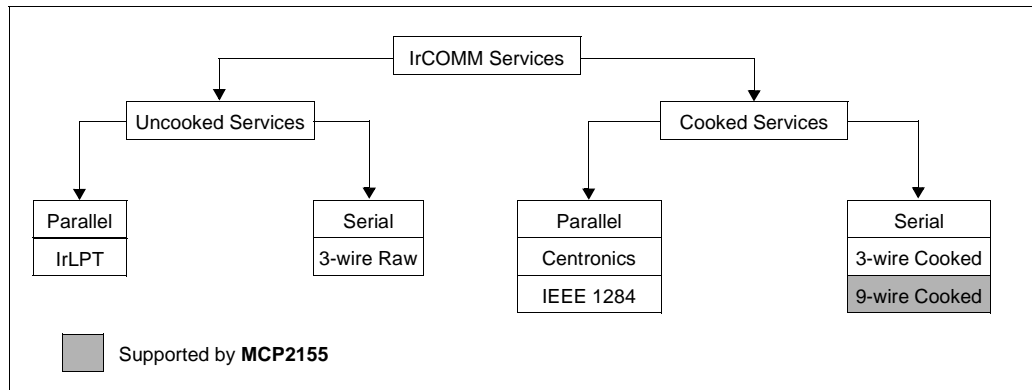 IrCOMM Services
Uncooked Services
Cooked Services
Parallel
IrLPT
Serial
3-wire Raw
Parallel
Centronics
IEEE 1284
Serial
3-wire Cooked
9-wire Cooked
Supported by MCP2155